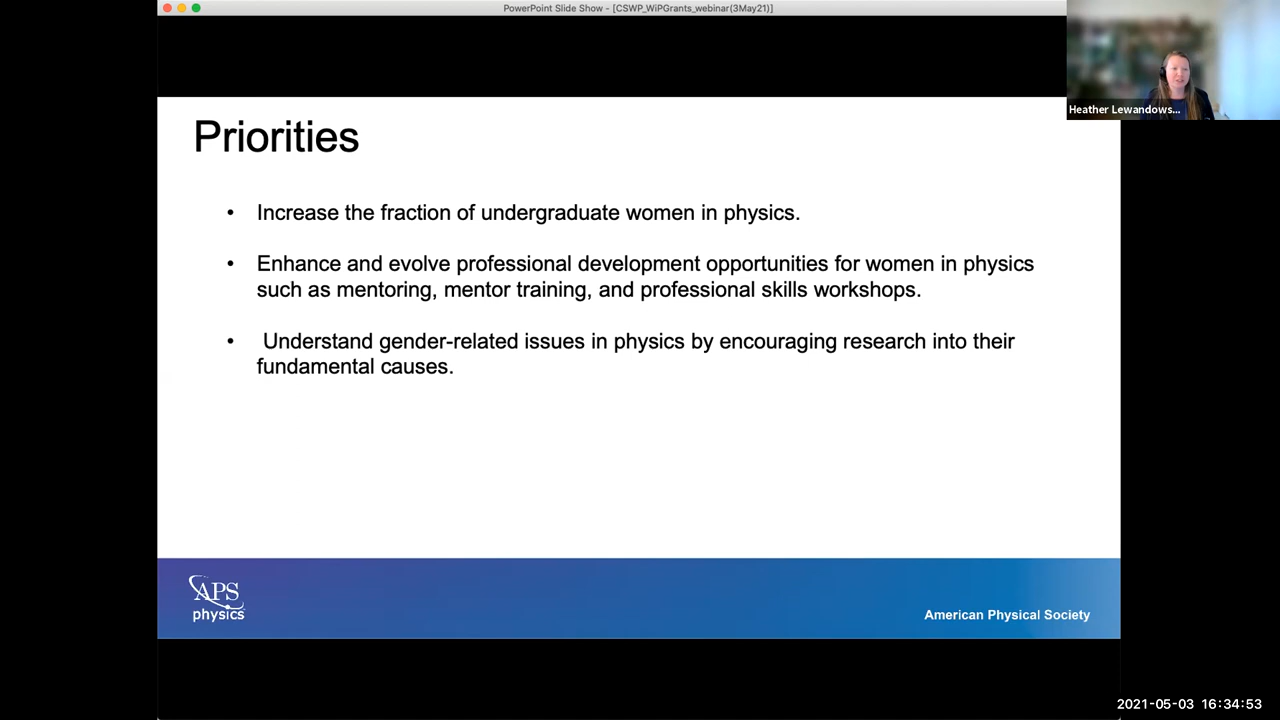 PowerPoint Slide Show - [CSWP_WiPGrants_webinar(3May21)]
Heather Lewandows...
Priorities
• Increase the fraction of undergraduate women in physics.
• Enhance and evolve professional development opportunities for women in physics
such as mentoring, mentor training, and professional skills workshops.
• Understand gender-related issues in physics by encouraging research into their
fundamental causes.
APS
physics
American Physical Society
2021-05-03 16:34:53